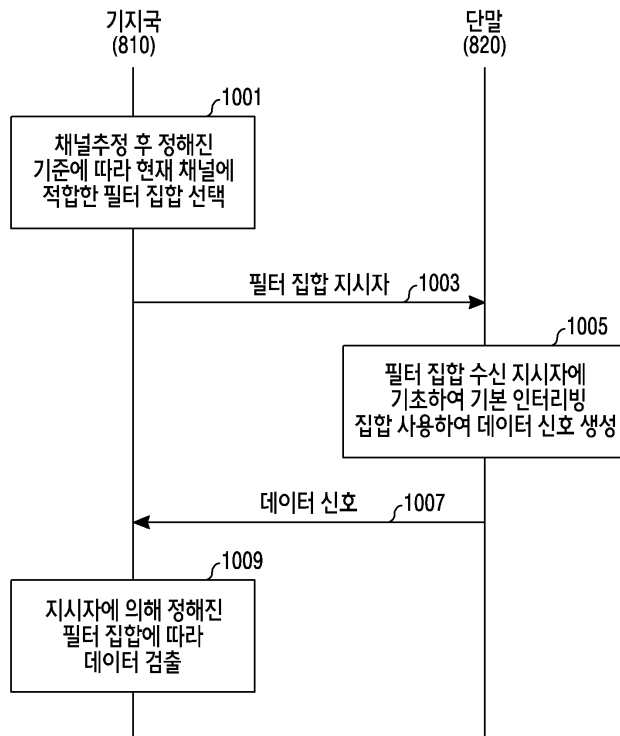 기지국
(810)
단말
(820)
1001
채널추정 후 정해진
기준에 따라 현재 채널에
적합한 필터 집합 선택
필터 집합 지시자
1003
1005
필터 집합 수신 지시자에
기초하여 기본 인터리빙
집합 사용하여 데이터 신호 생성
데이터 신호
1007
1009
지시자에 의해 정해진
필터 집합에 따라
데이터 검출